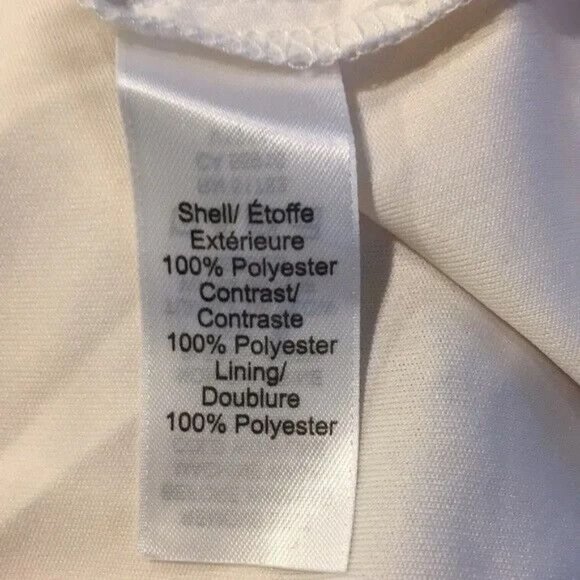 Shell/ Étoffe
Extérieure
100% Polyester
Contrast/
Contraste
100% Polyester
Lining/
Doublure
100% Polyester